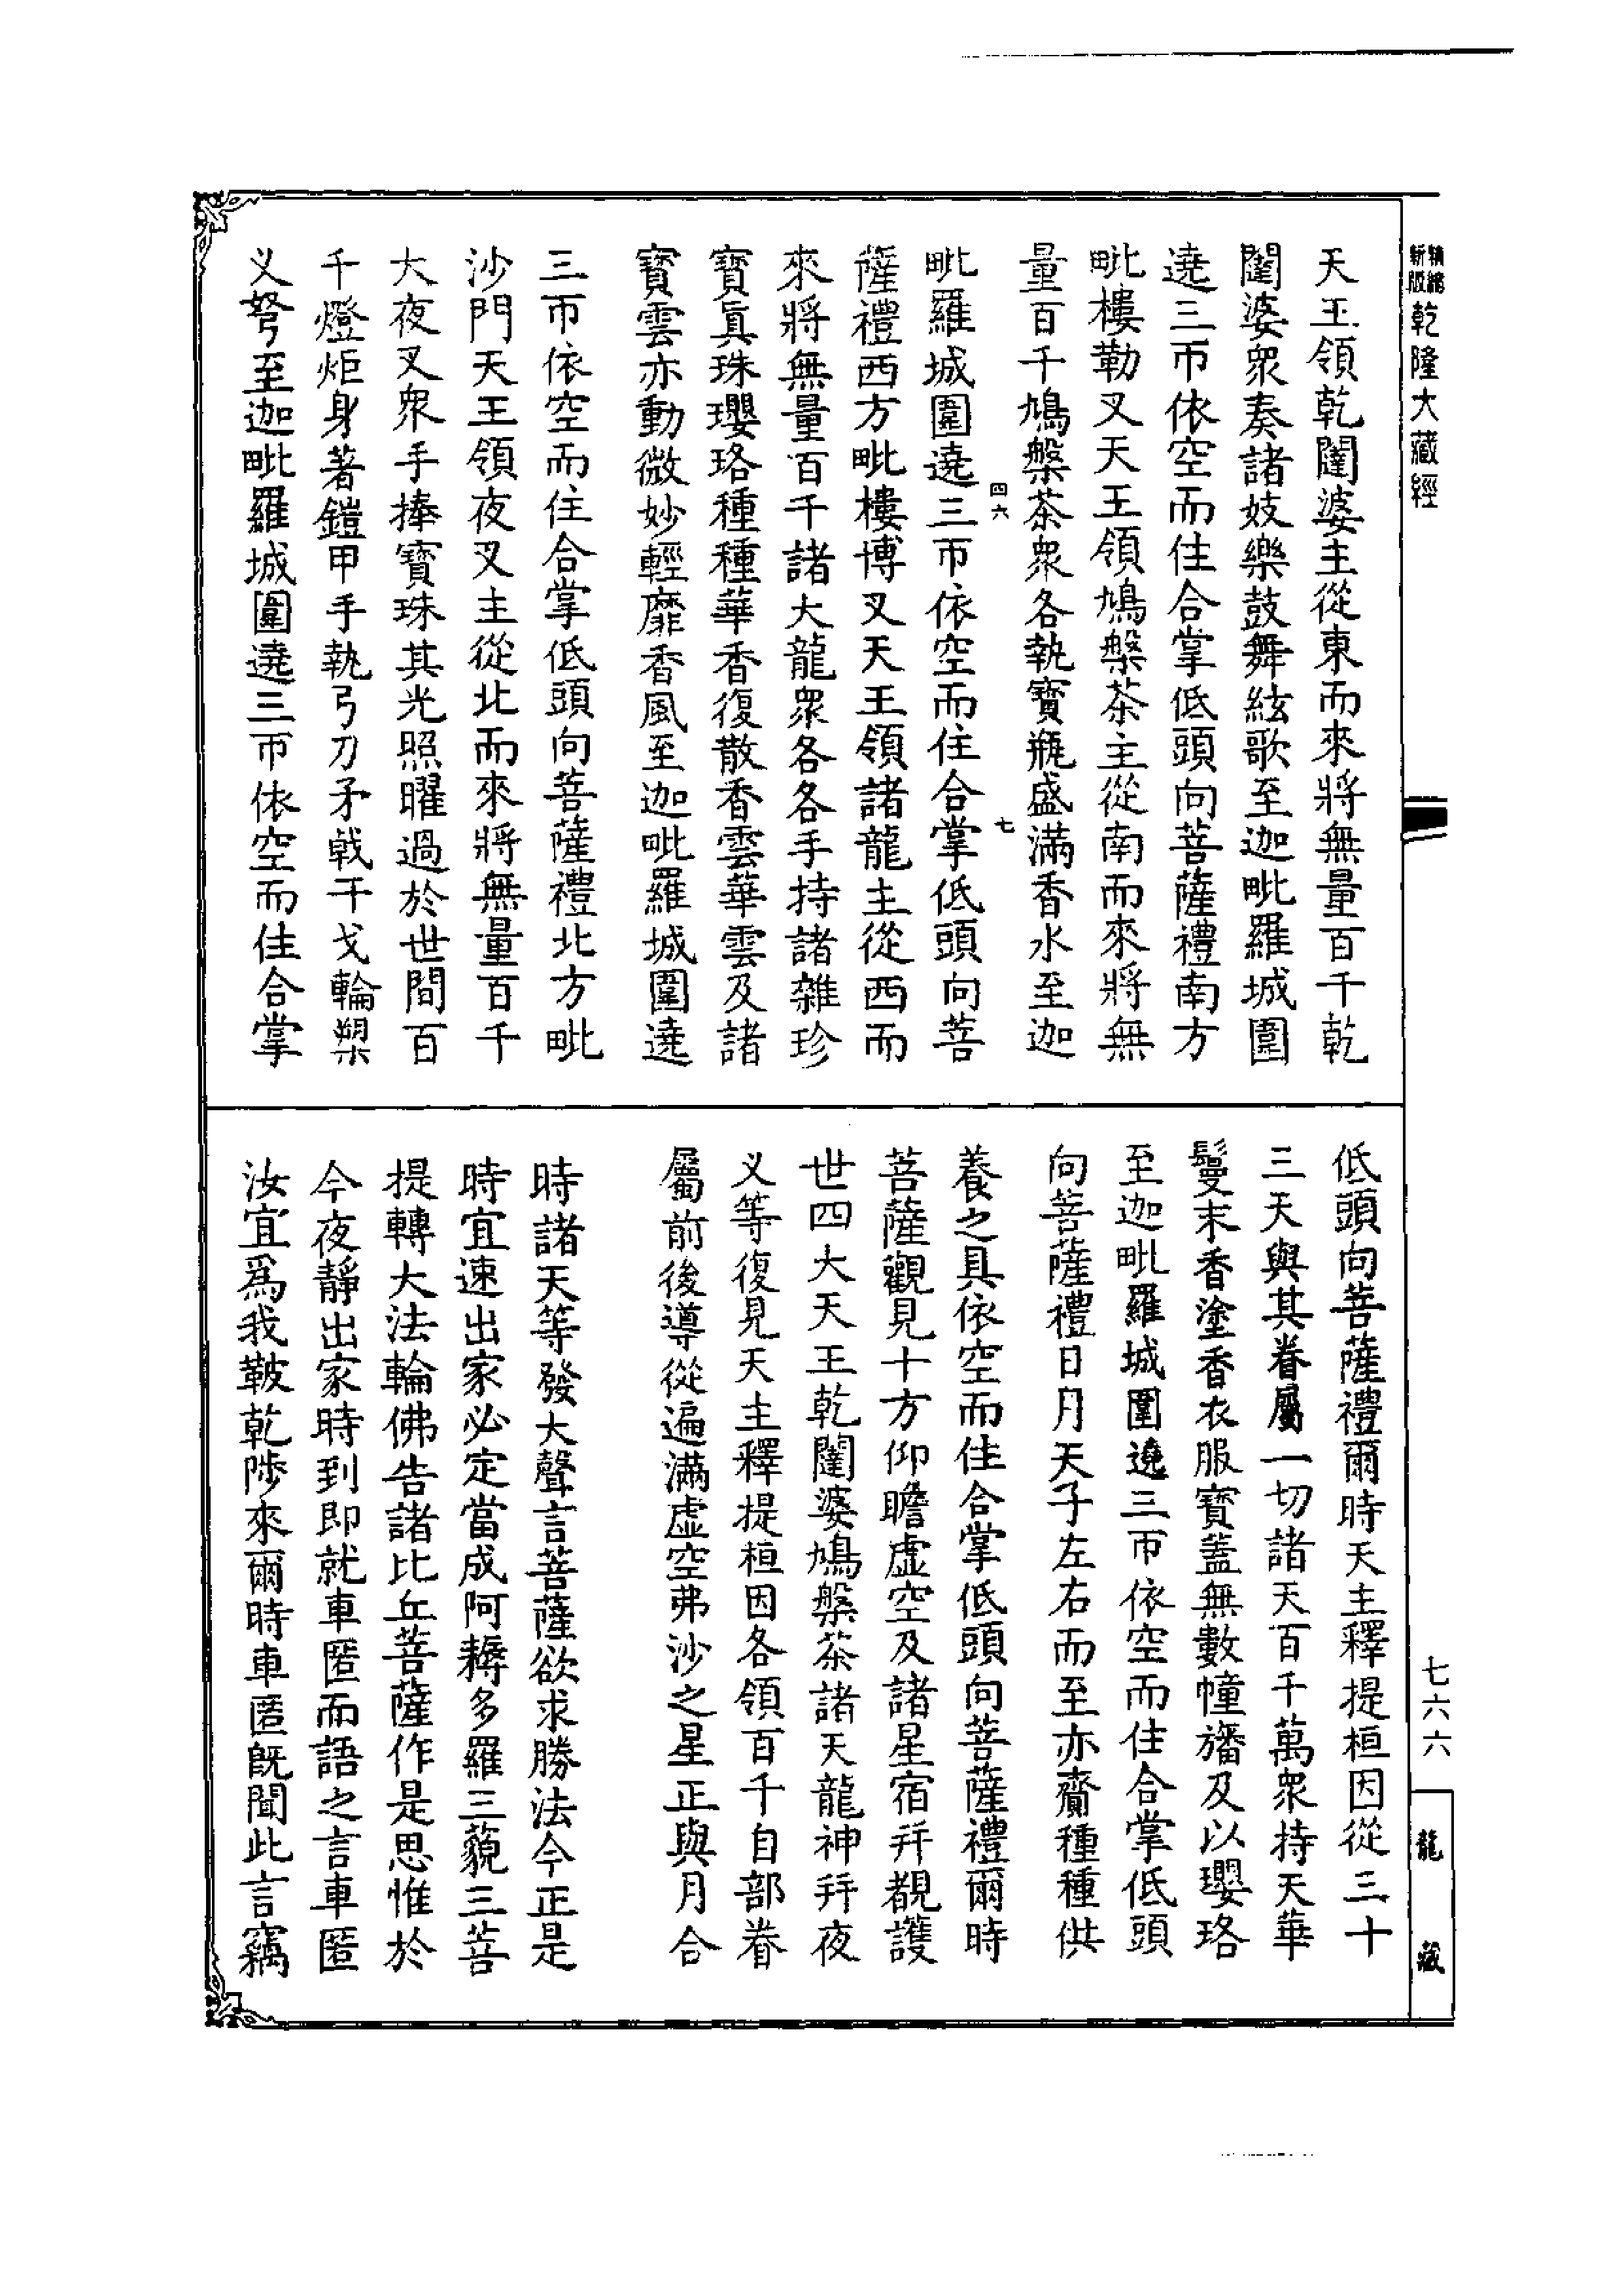 新版精縮乾隆大藏經
天王領乾闥婆主從東而來將無量百千乾
闥婆衆奏諸妓樂鼓舞絃歌至迦毗羅城圍
遶三帀依空而住合掌低頭向菩薩禮南方
毗樓勒叉天王領鳩槃茶主從南而來將無
量百千鳩槃茶衆各執寶瓶盛滿香水至迦
四六 七
毗羅城圍遶三帀依空而住合掌低頭向菩
薩禮西方毗樓博叉天王領諸龍主從西而
來將無量百千諸大龍衆各各手持諸雜珍
寶眞珠瓔珞種種華香復散香雲華雲及諸
寶雲亦動微妙輕靡香風至迦毗羅城圍遶
三帀依空而住合掌低頭向菩薩禮北方毗
沙門天王領夜叉主從北而來將無量百千
大夜叉衆手捧寶珠其光照曜過於世間百
千燈炬身著鎧甲手執弓刀矛戟干戈輪槊
叉弩至迦毗羅城圍遶三帀依空而住合掌
低頭向菩薩禮爾時天主釋提桓因從三十
三天與其眷屬一切諸天百千萬衆持天華
鬘末香塗香衣服寶蓋無數幢旛及以瓔珞
至迦毗羅城圍遶三帀依空而住合掌低頭
向菩薩禮日月天子左右而至亦齎種種供
養之具依空而住合掌低頭向菩薩禮爾時
菩薩觀見十方仰瞻虛空及諸星宿幷覩護
世四大天王乾闥婆鳩槃茶諸天龍神幷夜
叉等復見天主釋提桓因各領百千自部眷
屬前後導從遍滿虛空弗沙之星正與月合
時諸天等發大聲言菩薩欲求勝法今正是
時宜速出家必定當成阿耨多羅三藐三菩
提轉大法輪佛告諸比丘菩薩作是思惟於
今夜靜出家時到即就車匿而語之言車匿
汝宜爲我鞁乾陟來爾時車匿旣聞此言竊
七六六
龍藏